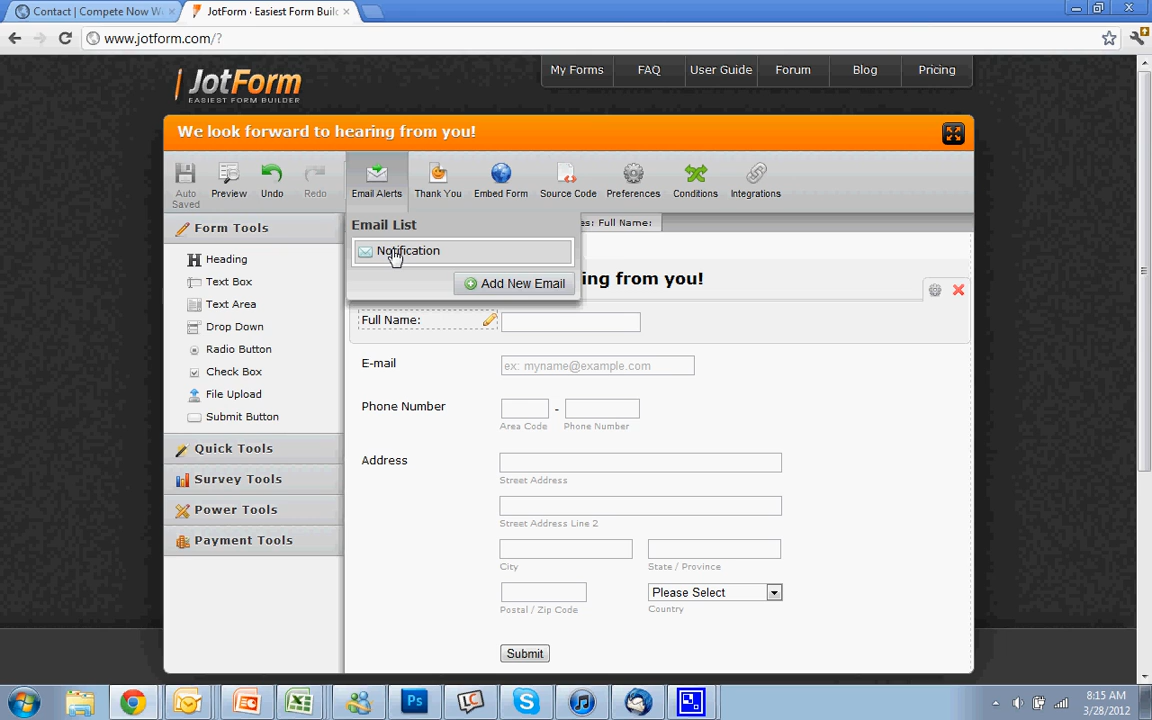 Contact | Compete Now W
JotForm · Easiest Form Buil
www.jotform.com/?
JotForm
EASIEST FORM BUILDER
My Forms
FAQ
User Guide
Forum
Blog
Pricing
We look forward to hearing from you!
Auto Saved
Preview
Undo
Redo
Email Alerts
Thank You
Embed Form
Source Code
Preferences
Conditions
Integrations
Form Tools
Heading
Text Box
Text Area
Drop Down
Radio Button
Check Box
File Upload
Submit Button
Quick Tools
Survey Tools
Power Tools
Payment Tools
Email List
Notification
Add New Email
es: Full Name:
ing from you!
Full Name:
E-mail
ex: myname@example.com
Phone Number
-
Area Code
Phone Number
Address
Street Address
Street Address Line 2
City
State / Province
Please Select
Postal / Zip Code
Country
Submit
Ps
LC
8:15 AM
3/28/2012